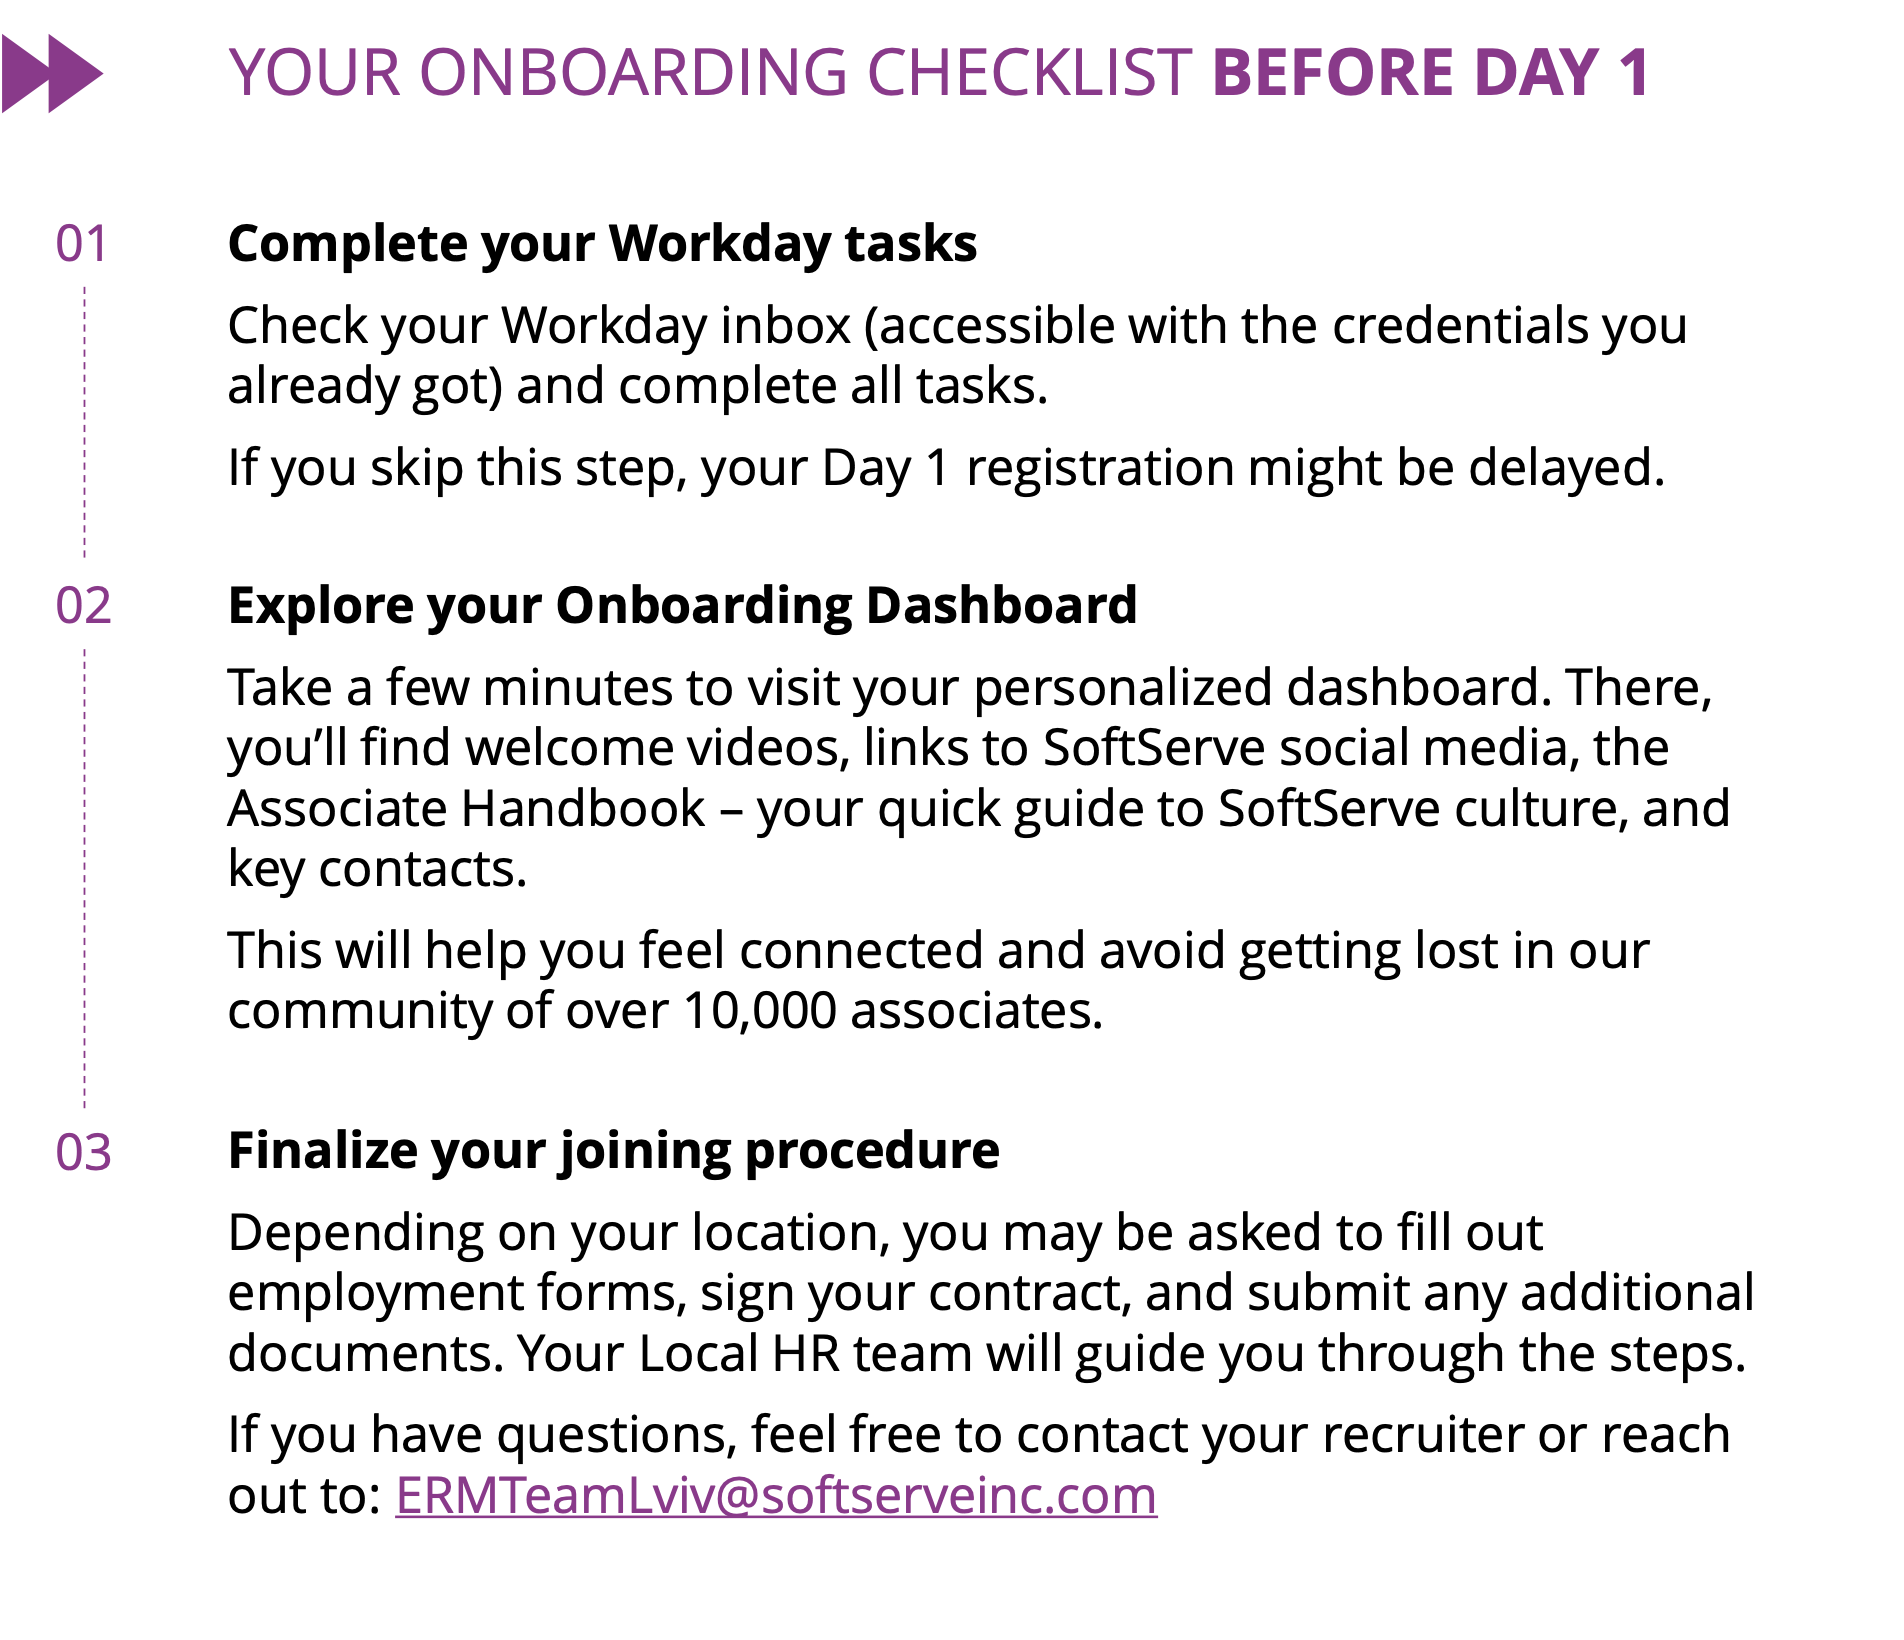 YOUR ONBOARDING CHECKLIST BEFORE DAY 1
01
Complete your Workday tasks
Check your Workday inbox (accessible with the credentials you
already got) and complete all tasks.
If you skip this step, your Day 1 registration might be delayed.
02
Explore your Onboarding Dashboard
Take a few minutes to visit your personalized dashboard. There,
you’ll find welcome videos, links to SoftServe social media, the
Associate Handbook – your quick guide to SoftServe culture, and
key contacts.
This will help you feel connected and avoid getting lost in our
community of over 10,000 associates.
03
Finalize your joining procedure
Depending on your location, you may be asked to fill out
employment forms, sign your contract, and submit any additional
documents. Your Local HR team will guide you through the steps.
If you have questions, feel free to contact your recruiter or reach
out to: ERMTeamLviv@softserveinc.com